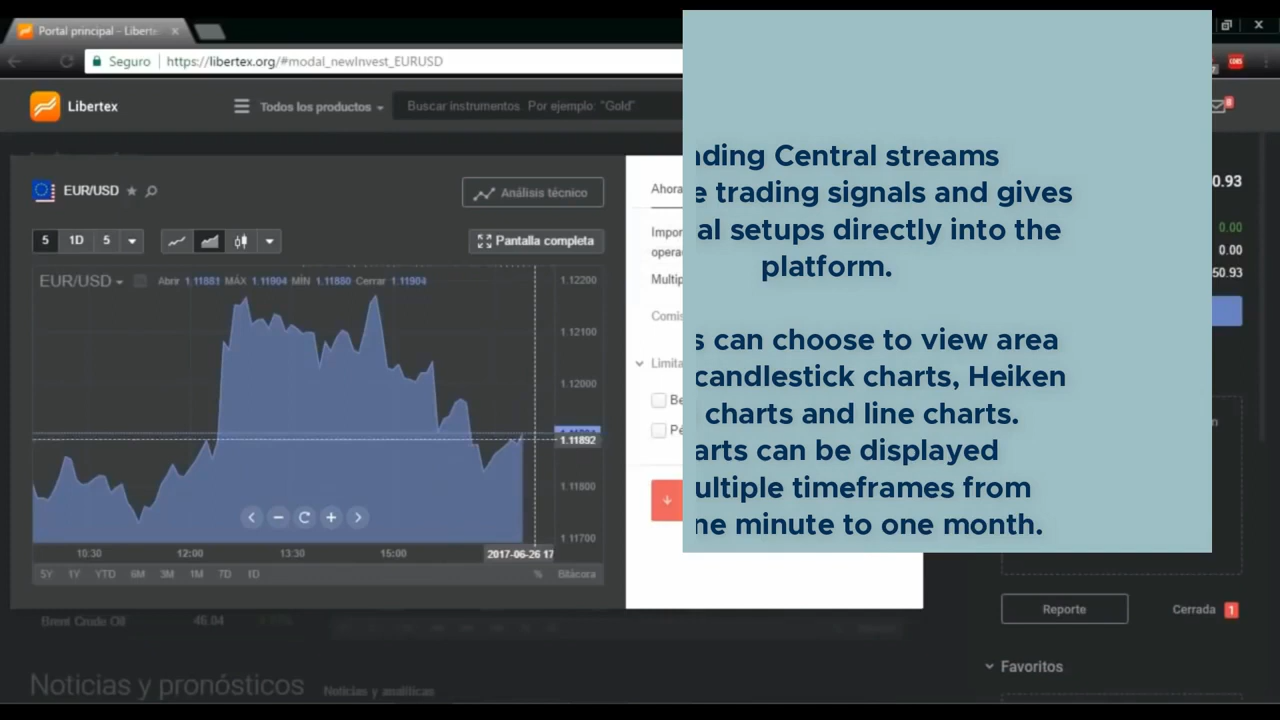 Portal principal - Liberte
Seguro
https://libertex.org/#modal_newInvest_EURUSD
Libertex
Todos los productos
Buscar instrumentos. Por ejemplo: "Gold"
8
EUR/USD
Análisis técnico
5 1D 5
Pantalla completa
EUR/USD
Abrir 1.11881 MÁX 1.11904 MÍN 1.11880 Cerrar 1.11904
1.12200
1.12100
1.12000
1.11892
1.11800
1.11700
10:30 12:00 13:30 15:00
2017-06-26 17
5Y 1Y YTD 6M 3M 1M 7D 1D
% Bitácora
Ahora
Impor
opera
Multip
Comis
Limita
Be
Pé
ading Central streams
e trading signals and gives
al setups directly into the
platform.
s can choose to view area
candlestick charts, Heiken
charts and line charts.
arts can be displayed
ultiple timeframes from
ne minute to one month.
0.93
0.00
0.00
50.93
n
Reporte
Cerrada 1
Favoritos
Brent Crude Oil 46.04
Noticias y pronósticos
Noticias y analíticas